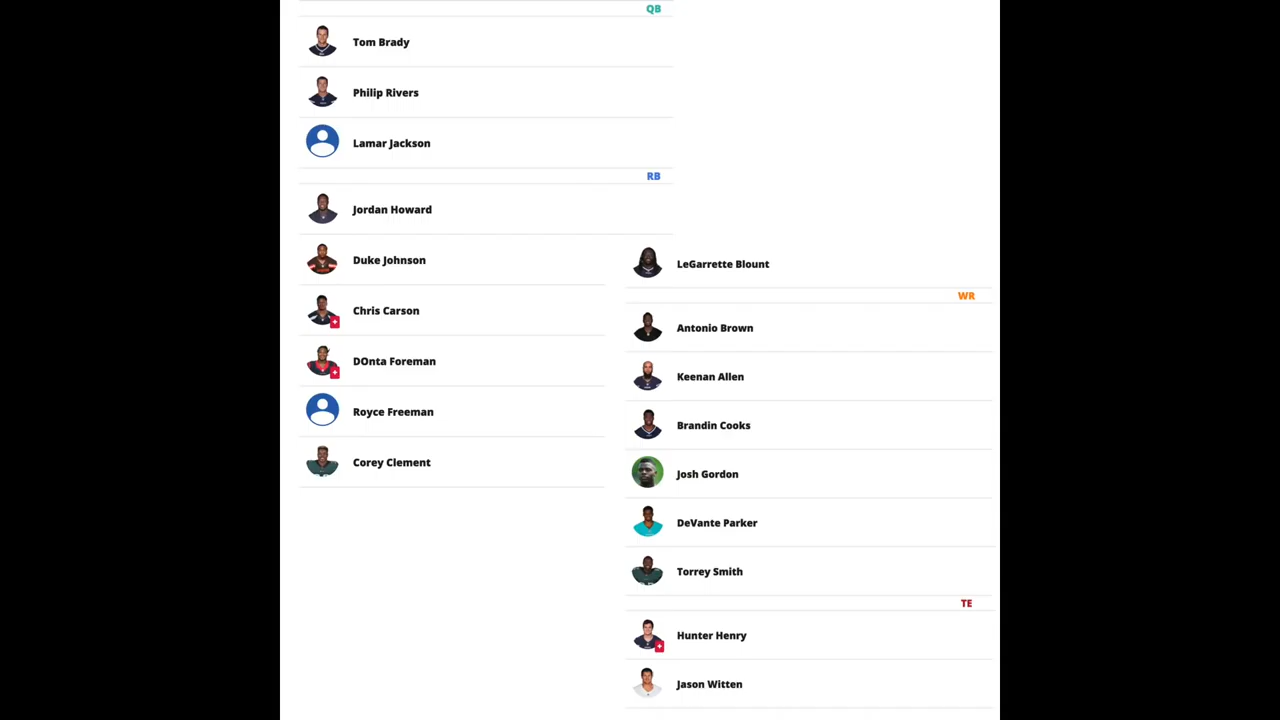 QB
Tom Brady
Philip Rivers
Lamar Jackson
RB
Jordan Howard
Duke Johnson
Chris Carson
DOnta Foreman
Royce Freeman
Corey Clement
LeGarrette Blount
WR
Antonio Brown
Keenan Allen
Brandin Cooks
Josh Gordon
DeVante Parker
Torrey Smith
TE
Hunter Henry
Jason Witten